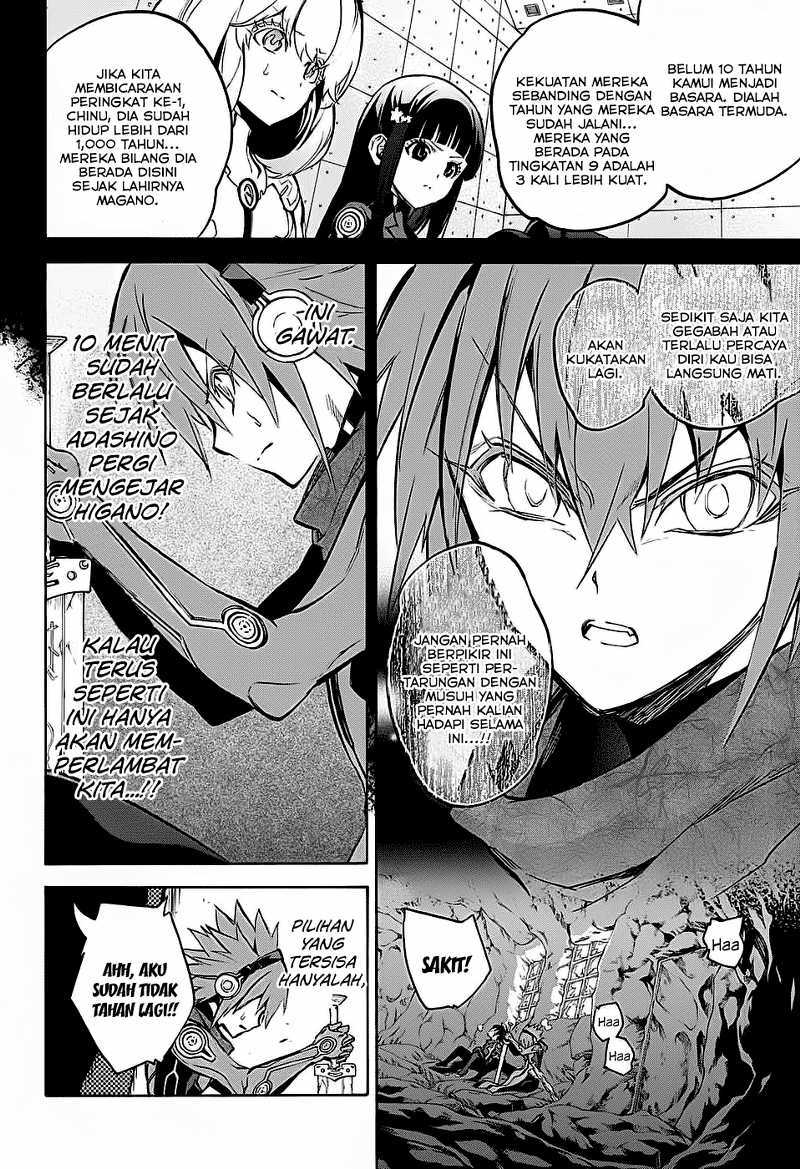 BELUM 10 TAHUN
KAMUI MENJADI
BASARA. DIALAH
BASARA TERMUDA.
KEKUATAN MEREKA
SEBANDING DENGAN
TAHUN YANG MEREKA
SUDAH JALANI...
MEREKA YANG
BERADA PADA
TINGKATAN 9 ADALAH
3 KALI LEBIH KUAT.
JIKA KITA
MEMBICARAKAN
PERINGKAT KE-1,
CHINU, DIA SUDAH
HIDUP LEBIH DARI
1,000 TAHUN...
MEREKA BILANG DIA
BERADA DISINI
SEJAK LAHIRNYA
MAGANO.
SEDIKIT SAJA KITA
GEGABAH ATAU
TERLALU PERCAYA
DIRI KAU BISA
LANGSUNG MATI.
AKAN
KUKATAKAN
LAGI.
JANGAN PERNAH
BERPIKIR INI
SEPERTI PER-
TARUNGAN DENGAN
MUSUH YANG
PERNAH KALIAN
HADAPI SELAMA
INI...!!
-INI
GAWAT.
10 MENIT
SUDAH
BERLALU
SEJAK
ADASHINO
PERGI
MENGEJAR
HIGANO!
KALAU
TERUS
SEPERTI
INI HANYA
AKAN MEM-
PERLAMBAT
KITA...!!
Haa
SAKIT!
Haa
Haa
PILIHAN
YANG
TERSISA
HANYALAH,
AHH, AKU
SUDAH TIDAK
TAHAN LAGI!!